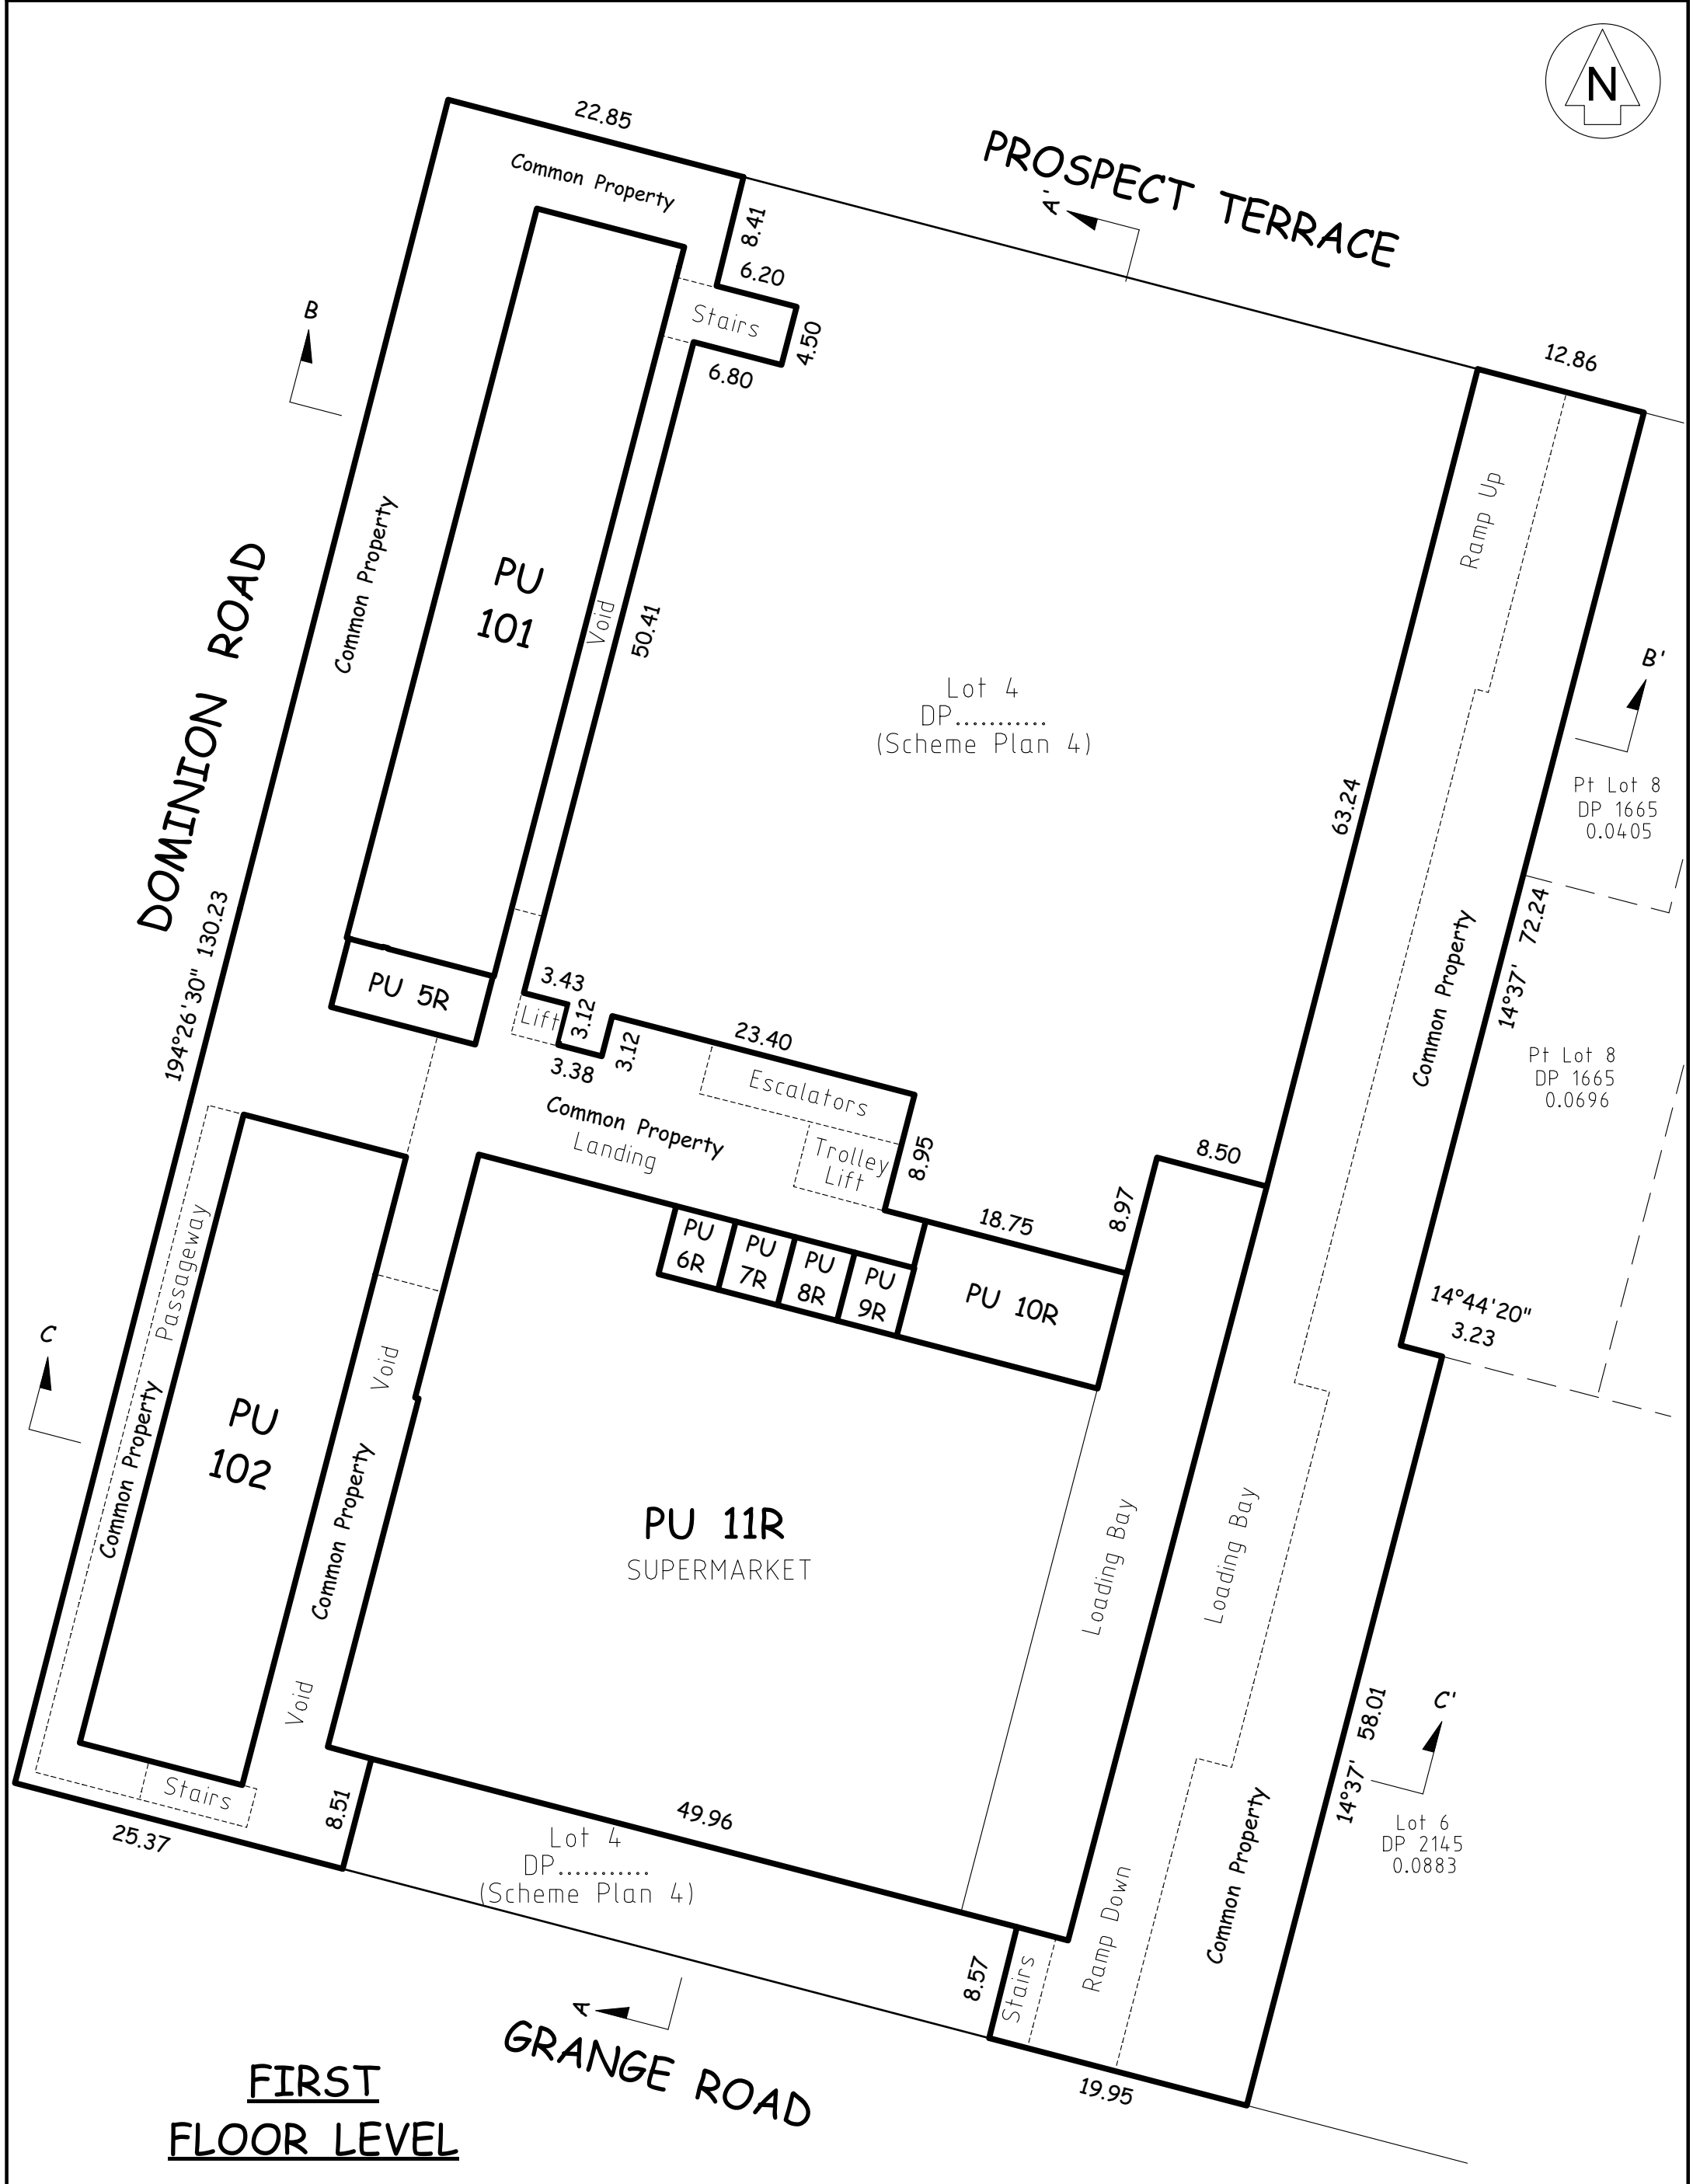 N
22.85
PROSPECT TERRACE
Common Property
A'
8.41
6.20
Stairs
4.50
6.80
B
12.86
Ramp Up
Common Property
PU
101
Void
50.41
DOMINION ROAD
Lot 4
DP...........
(Scheme Plan 4)
B'
Pt Lot 8
DP 1665
0.0405
63.24
194°26'30" 130.23
14°37' 72.24
Common Property
PU 5R
3.43
Lift
3.12
3.38
3.12
23.40
Escalators
Pt Lot 8
DP 1665
0.0696
Common Property
Landing
Trolley
Lift
8.95
8.50
8.97
18.75
PU
6R
PU
7R
PU
8R
PU
9R
PU 10R
14°44'20"
3.23
Passageway
C
Void
Common Property
PU
102
Common Property
PU 11R
SUPERMARKET
Loading Bay
Loading Bay
Void
C'
14°37' 58.01
Stairs
8.51
25.37
49.96
Lot 4
DP...........
(Scheme Plan 4)
Lot 6
DP 2145
0.0883
Common Property
Ramp Down
Stairs
8.57
A
GRANGE ROAD
19.95
FIRST
FLOOR LEVEL